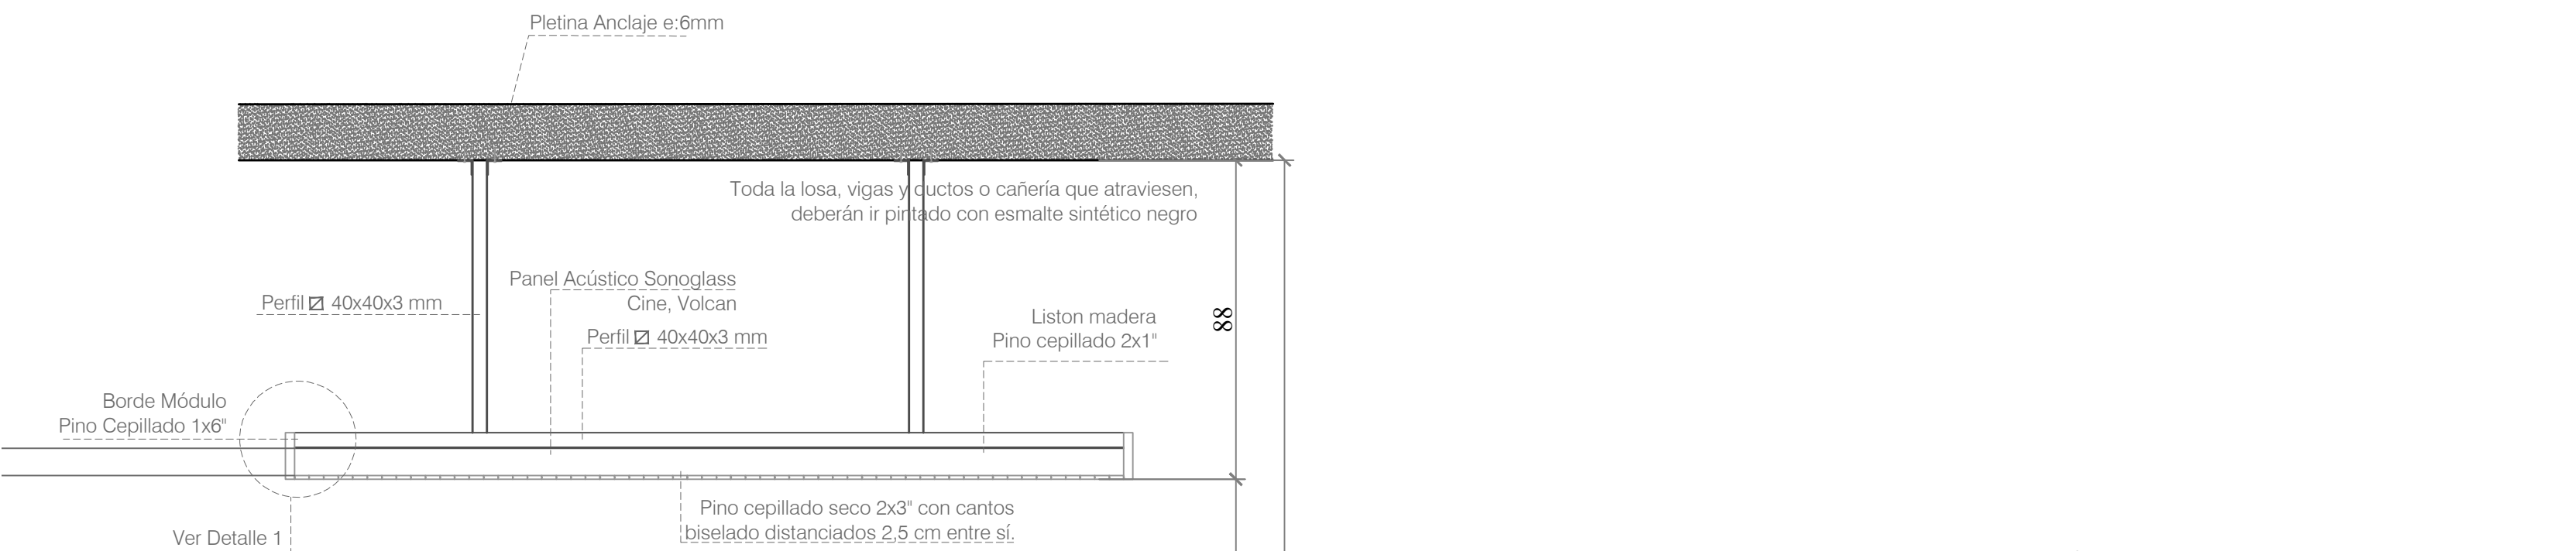 Pletina Anclaje e:6mm
Toda la losa, vigas y ductos o cañería que atraviesen,
deberán ir pintado con esmalte sintético negro
Panel Acústico Sonoglass
Cine, Volcan
Perfil 40x40x3 mm
Perfil 40x40x3 mm
Liston madera
Pino cepillado 2x1"
88
Borde Módulo
Pino Cepillado 1x6"
Pino cepillado seco 2x3" con cantos
biselado distanciados 2,5 cm entre sí.
Ver Detalle 1